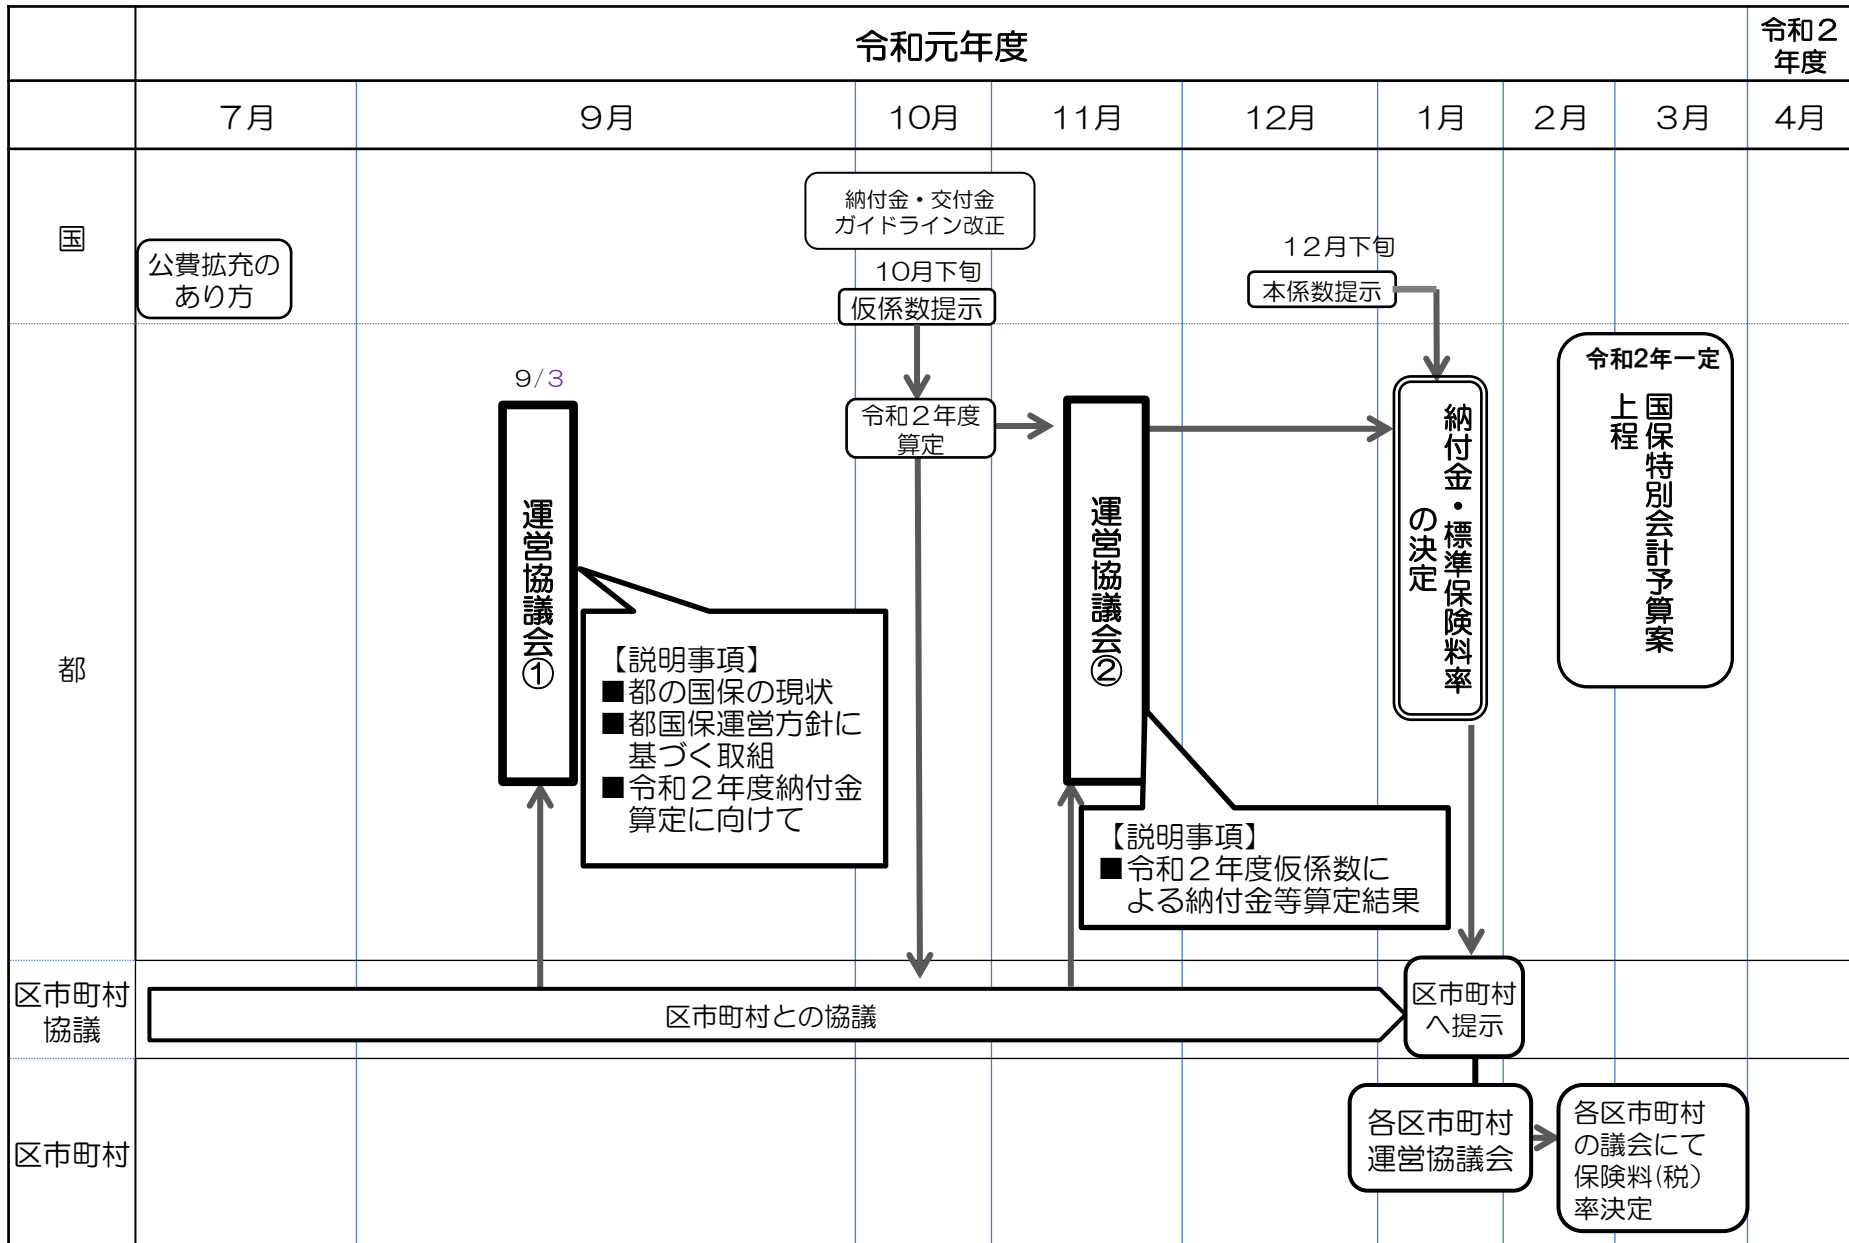 令和元年度
令和２
年度
７月
９月
10月
11月
12月
1月
２月
３月
４月
国
公費拡充の
あり方
納付金・交付金
ガイドライン改正
10月下旬
仮係数提示
１２月下旬
本係数提示
都
9/3
運営協議会①
【説明事項】
■都の国保の現状
■都国保運営方針に
基づく取組
■令和２年度納付金
算定に向けて
令和２年度
算定
運営協議会②
【説明事項】
■令和２年度仮係数に
よる納付金等算定結果
納付金・標準保険料率
の決定
令和2年一定
国保特別会計予算案
上程
区市町村
協議
区市町村との協議
区市町村
へ提示
区市町村
各区市町村
運営協議会
各区市町村
の議会にて
保険料(税）
率決定